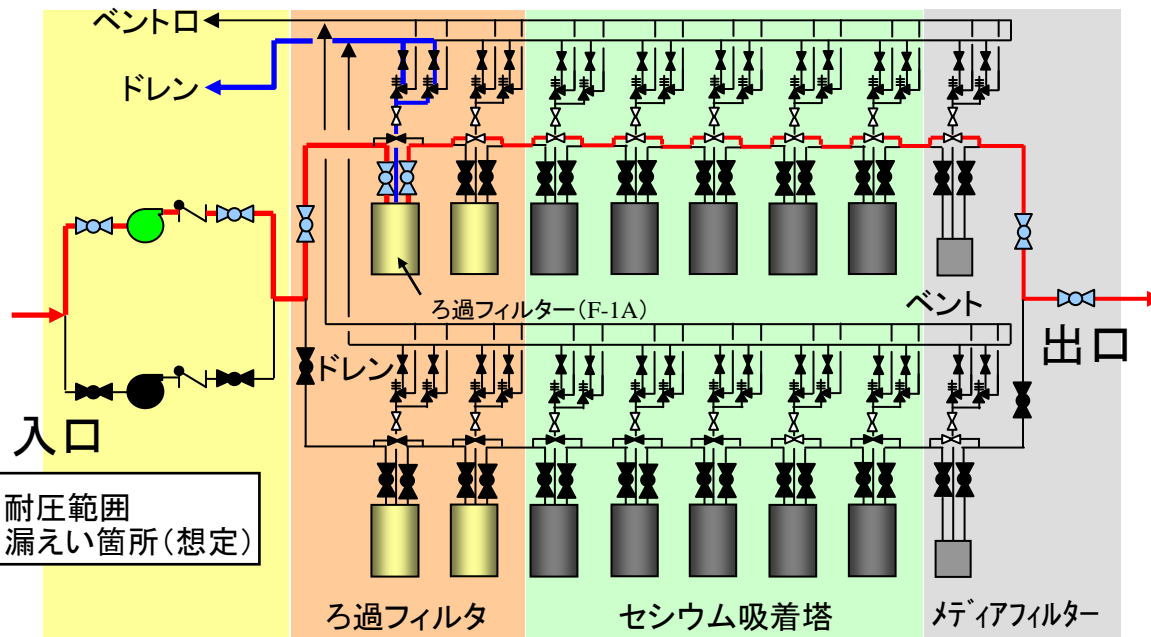 ベント口
ドレン
ろ過フィルター(F-1A)
ベント
出口
ドレン
入口
耐圧範囲
漏えい箇所(想定)
ろ過フィルタ
セシウム吸着塔
メディアフィルター